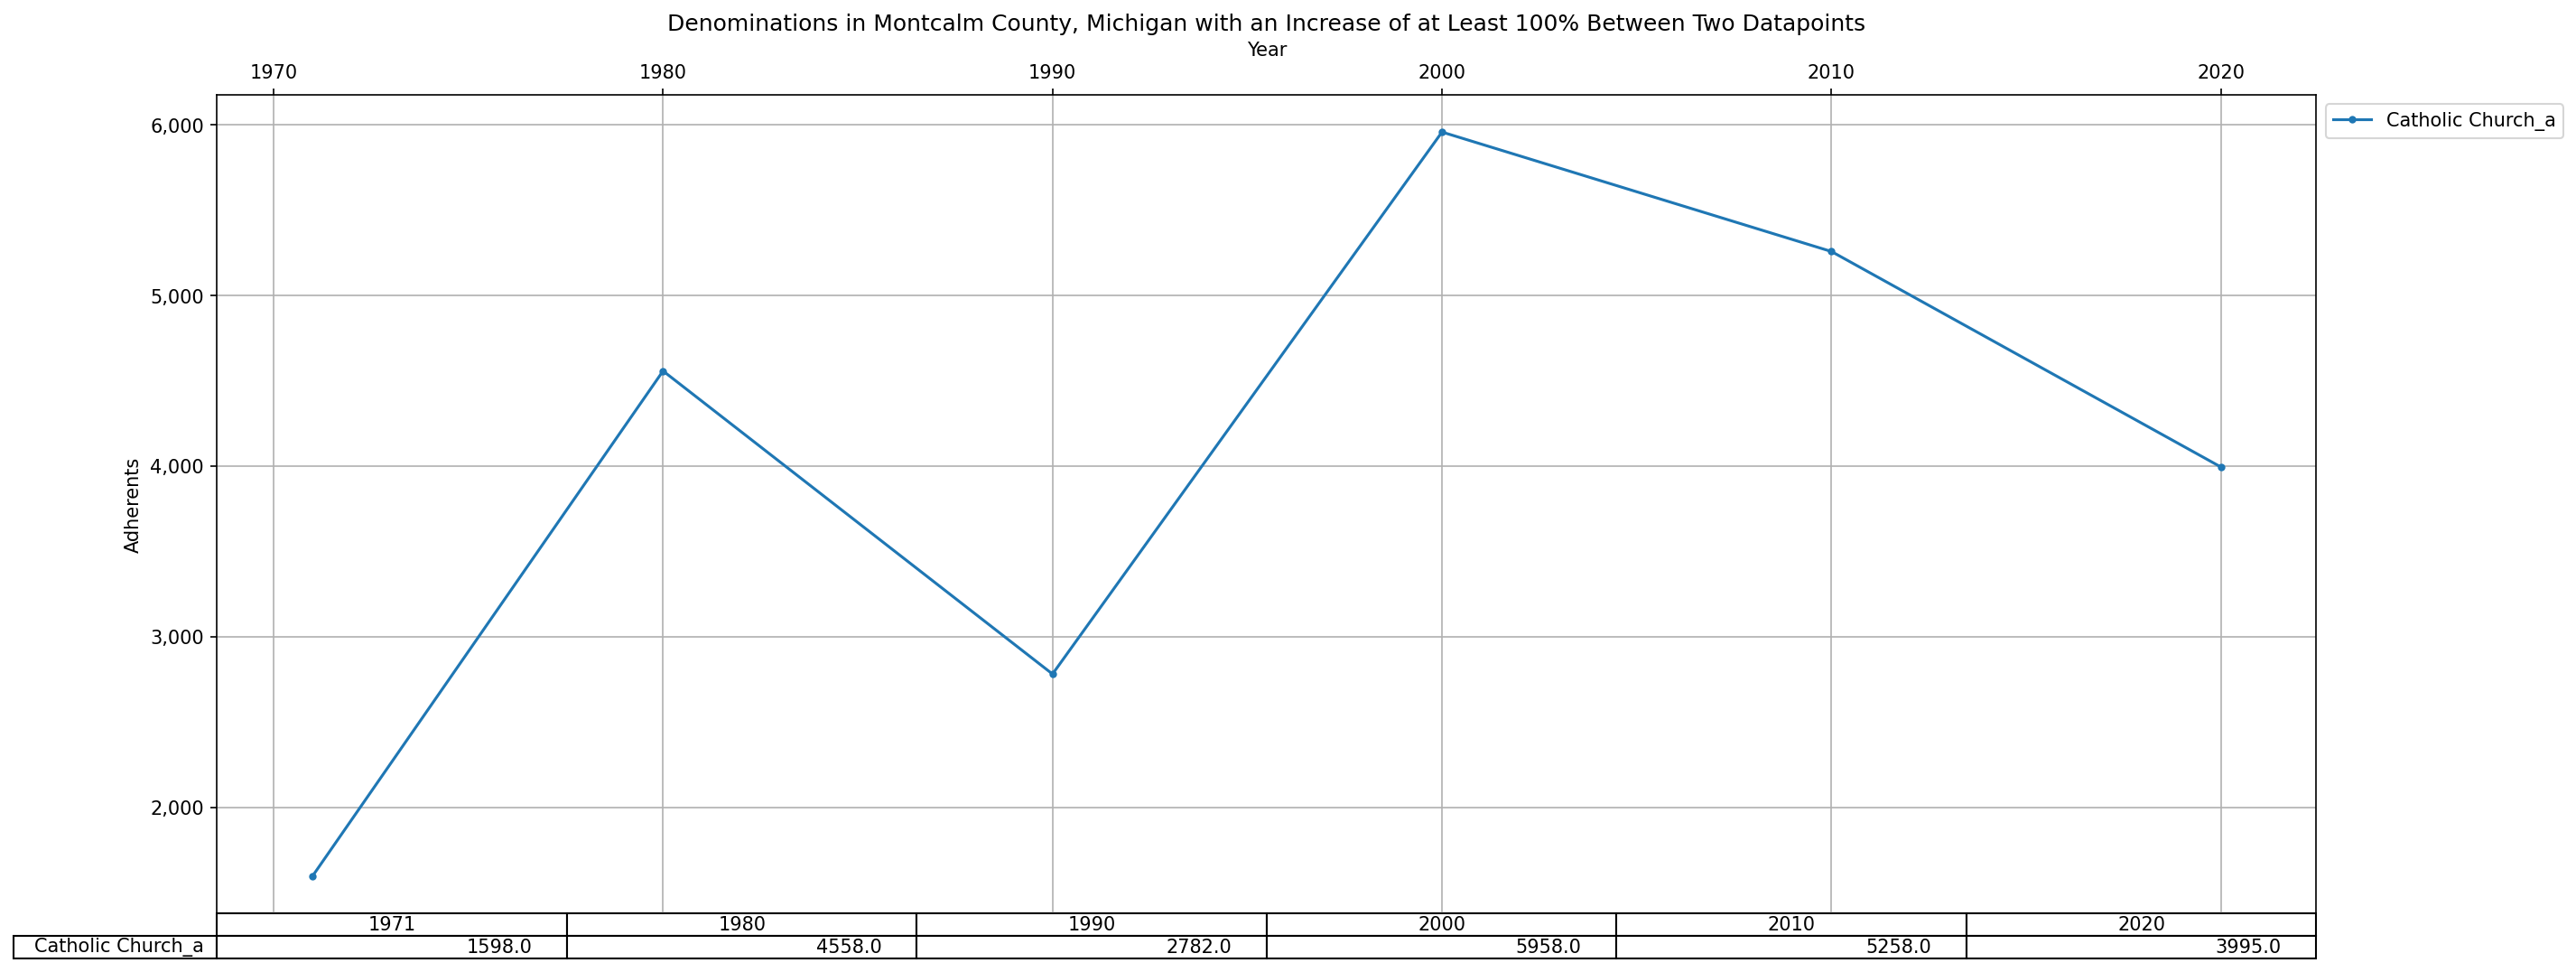 Denominations in Montcalm County, Michigan with an Increase of at Least 100% Between Two Datapoints
Year
1970 1980 1990 2000 2010 2020
Catholic Church_a
6,000
5,000
4,000
3,000
2,000
Adherents
1971 1980 1990 2000 2010 2020
Catholic Church_a 1598.0 4558.0 2782.0 5958.0 5258.0 3995.0